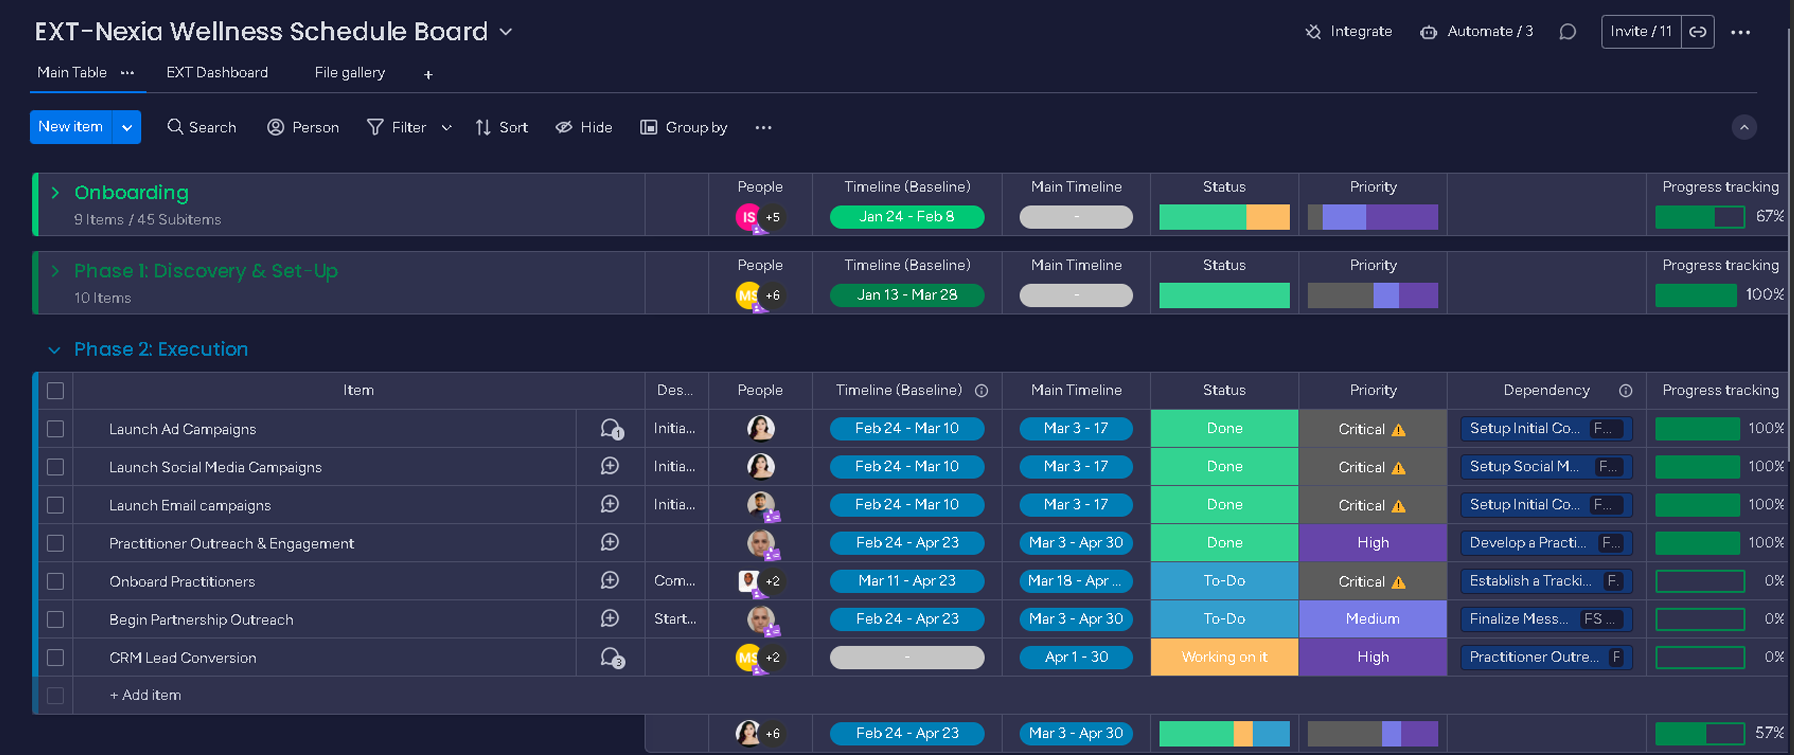 EXT-Nexia Wellness Schedule Board
Integrate
Automate / 3
Invite / 11
Main Table
EXT Dashboard
File gallery
+
New item
Search
Person
Filter
Sort
Hide
Group by
Onboarding
9 Items / 45 Subitems
People Timeline (Baseline) Main Timeline Status Priority Progress tracking
IS +5 Jan 24 - Feb 8 - 67%
Phase 1: Discovery & Set-Up
10 Items
People Timeline (Baseline) Main Timeline Status Priority Progress tracking
MS +6 Jan 13 - Mar 28 - 100%
Phase 2: Execution
Item Des... People Timeline (Baseline) Main Timeline Status Priority Dependency Progress tracking
Launch Ad Campaigns 1 Initia... Feb 24 - Mar 10 Mar 3 - 17 Done Critical Setup Initial Co... F... 100%
Launch Social Media Campaigns Initia... Feb 24 - Mar 10 Mar 3 - 17 Done Critical Setup Social M... F... 100%
Launch Email campaigns Initia... Feb 24 - Mar 10 Mar 3 - 17 Done Critical Setup Initial Co... F... 100%
Practitioner Outreach & Engagement Feb 24 - Apr 23 Mar 3 - Apr 30 Done High Develop a Practi... F... 100%
Onboard Practitioners Com... +2 Mar 11 - Apr 23 Mar 18 - Apr ... To-Do Critical Establish a Tracki... F. 0%
Begin Partnership Outreach Start... Feb 24 - Apr 23 Mar 3 - Apr 30 To-Do Medium Finalize Mess... FS ... 0%
CRM Lead Conversion 3 MS +2 - Apr 1 - 30 Working on it High Practitioner Outre... F 0%
+ Add item
+6 Feb 24 - Apr 23 Mar 3 - Apr 30 57%